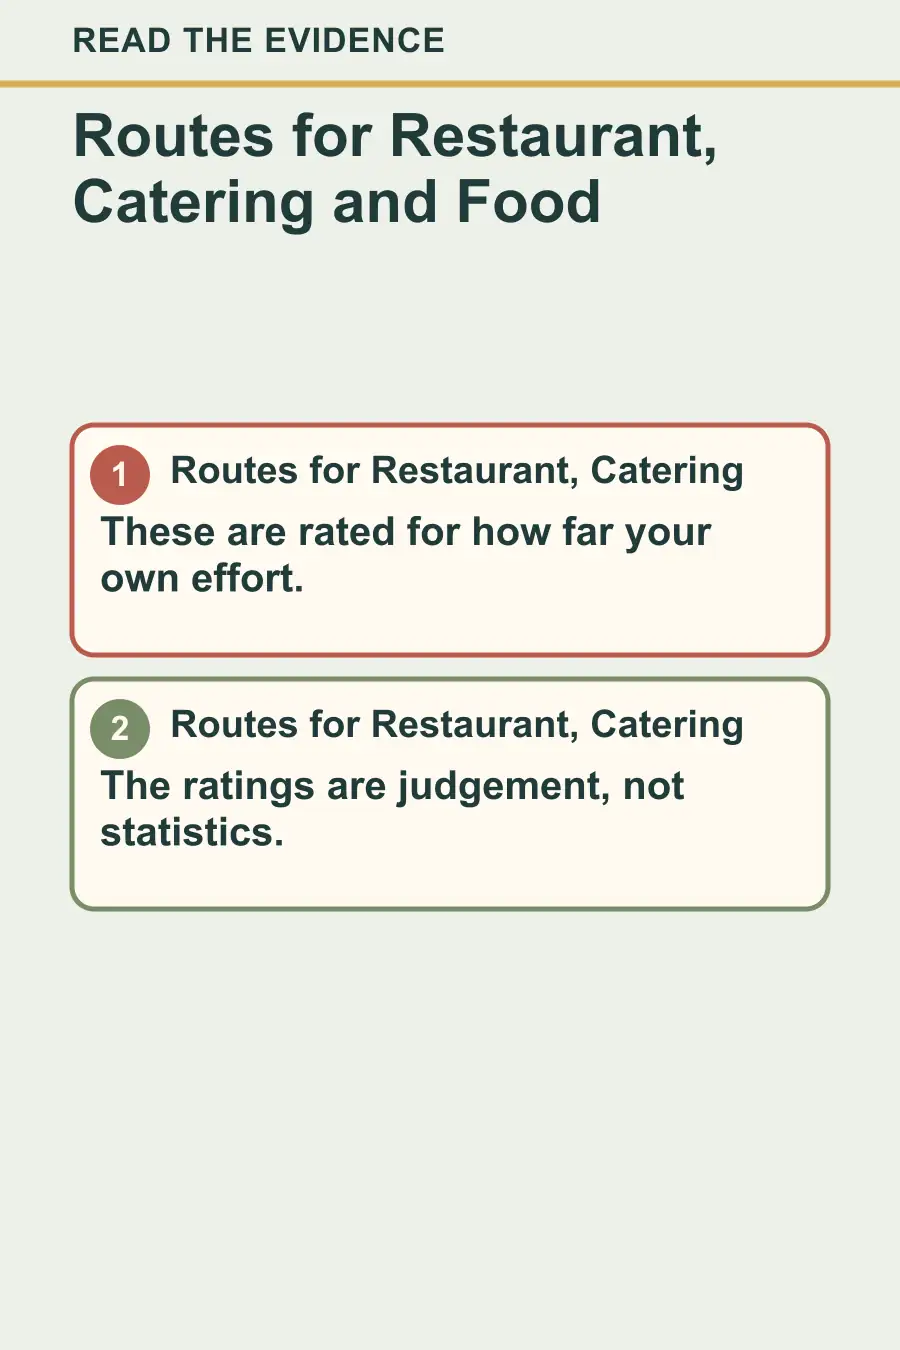 READ THE EVIDENCE
Routes for Restaurant,
Catering and Food
1
Routes for Restaurant, Catering
These are rated for how far your
own effort.
2
Routes for Restaurant, Catering
The ratings are judgement, not
statistics.